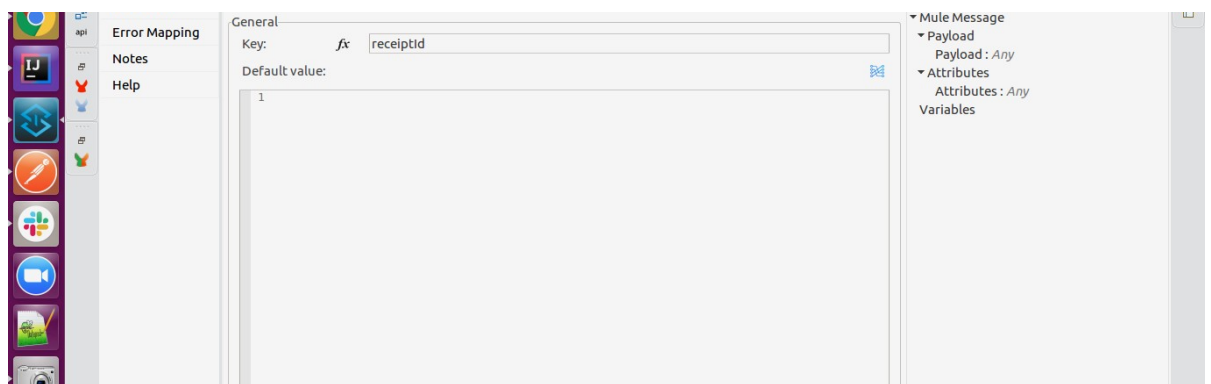 api
Error Mapping
Notes
Help
General
Key: fx receiptId
Default value:
1
Mule Message
Payload
Payload : Any
Attributes
Attributes : Any
Variables
IJ